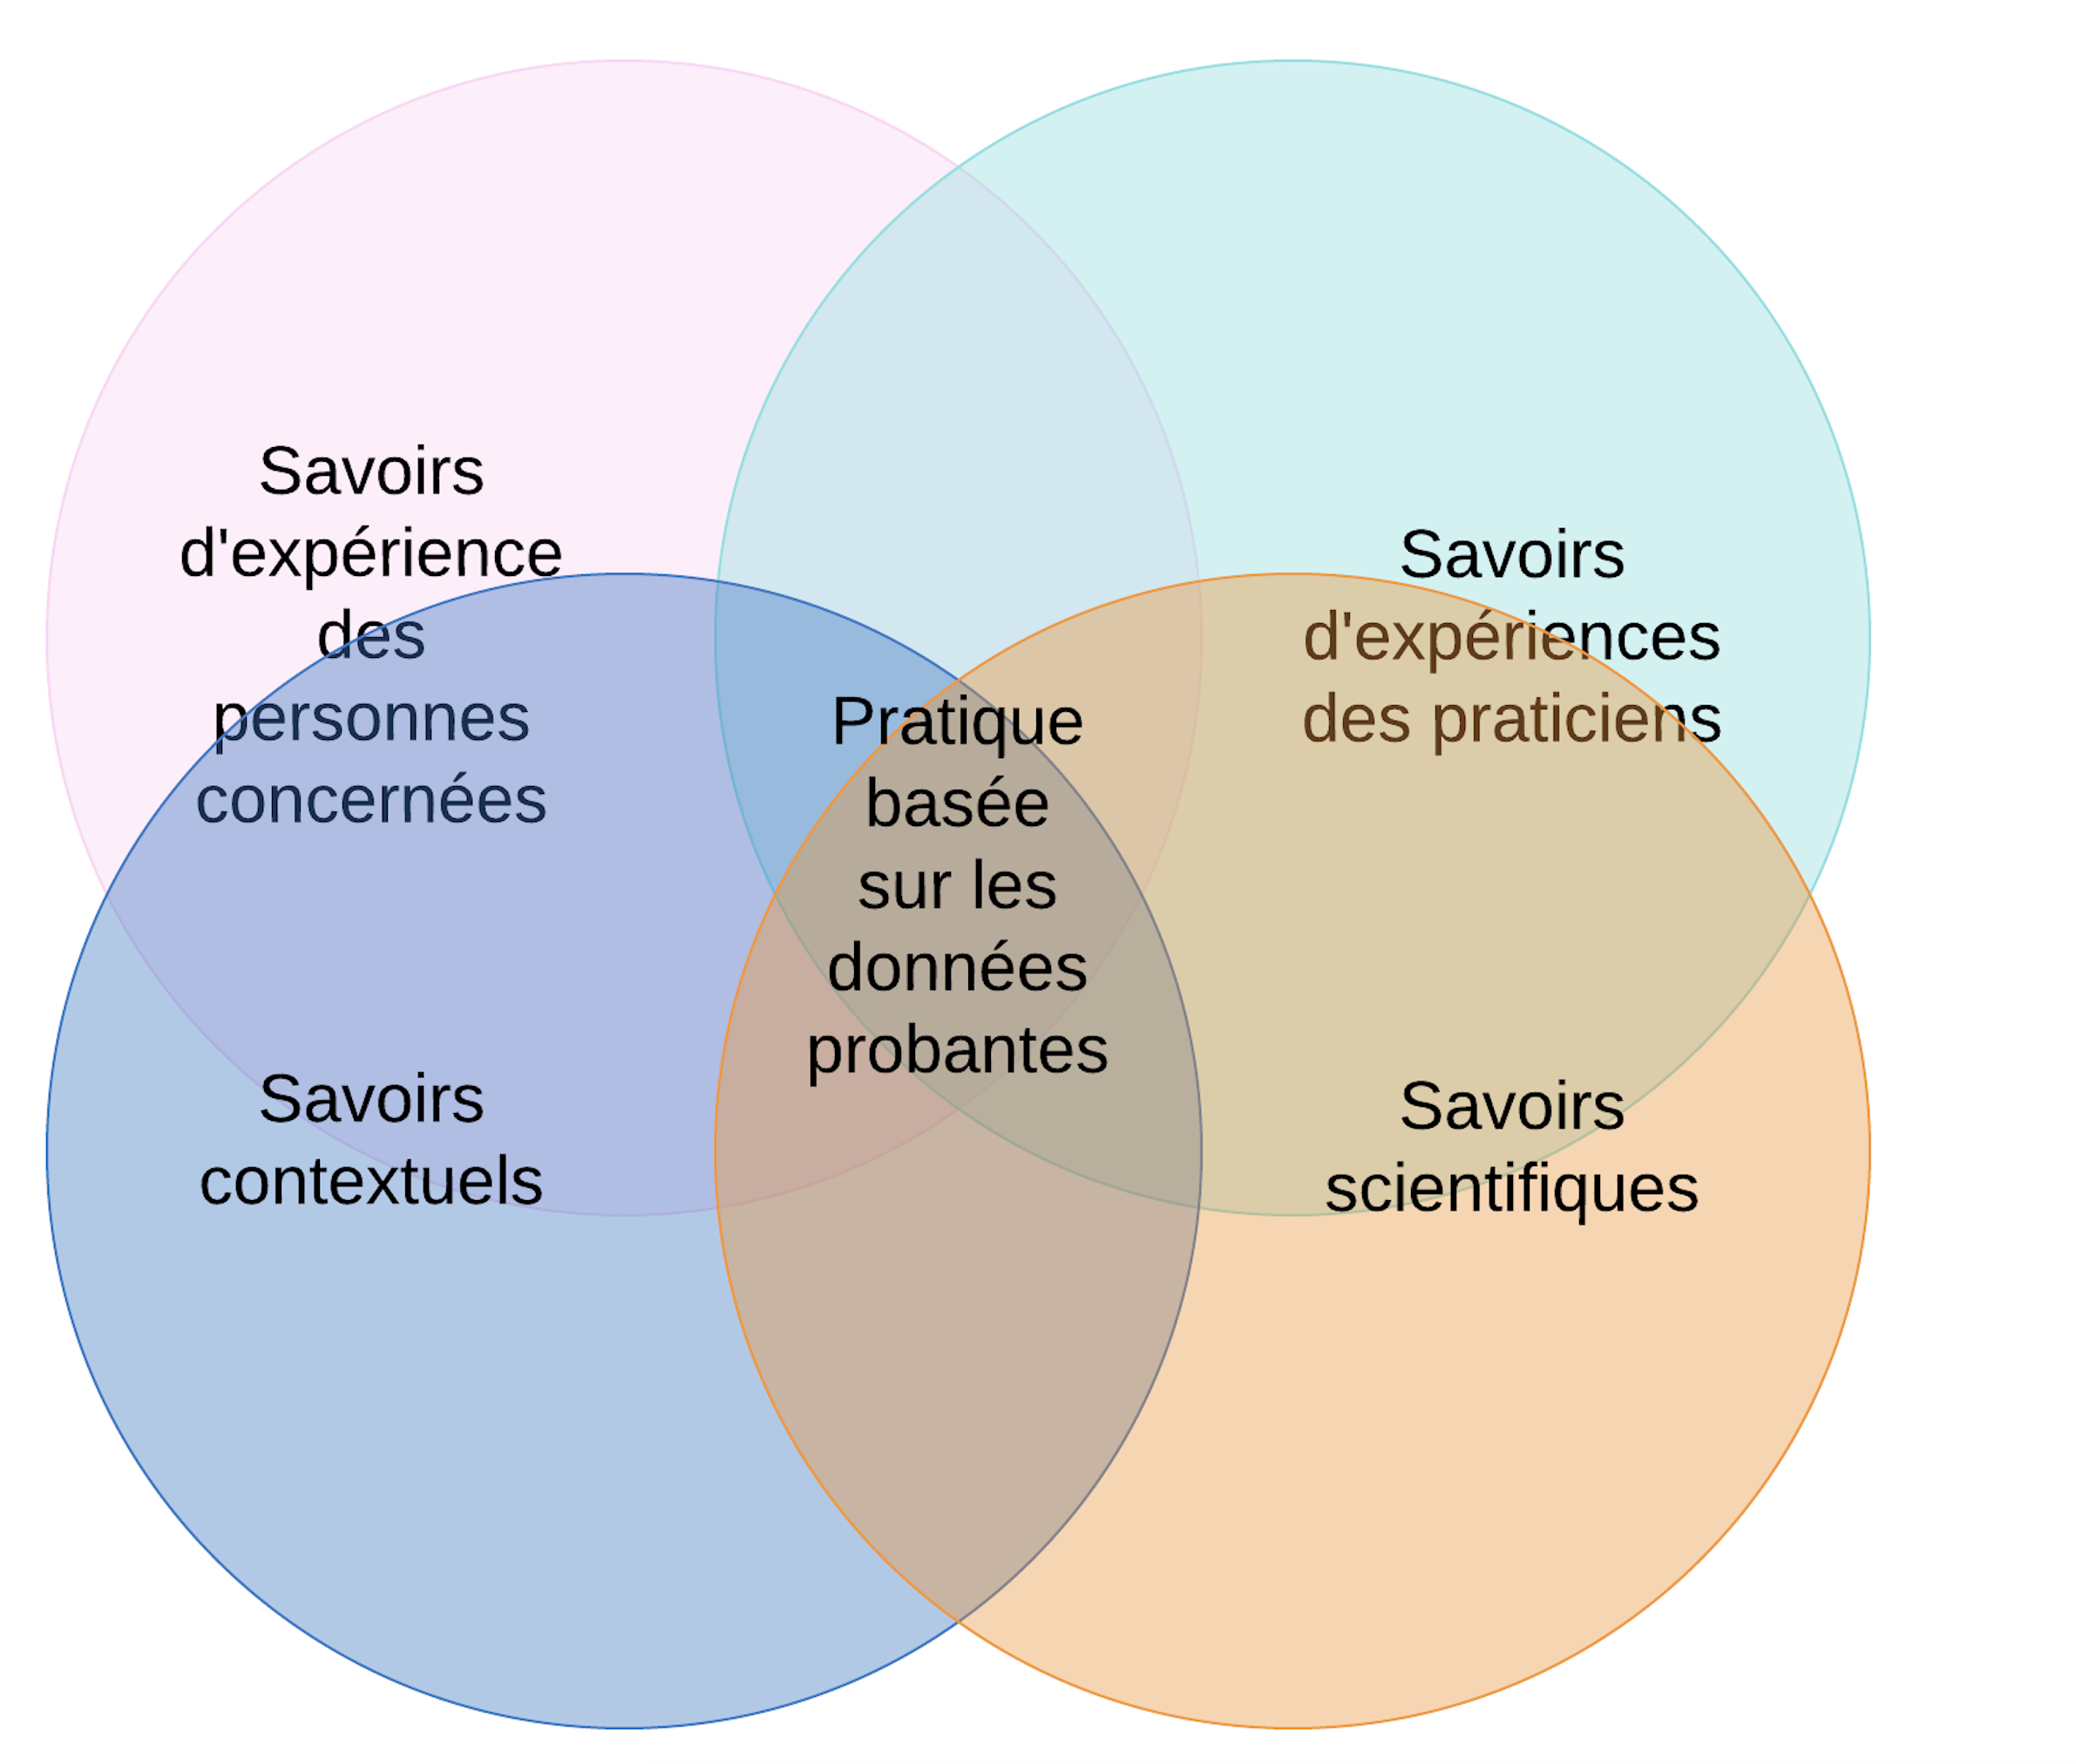 Savoirs
d'expérience
des
personnes
concernées
Savoirs
d'expériences
des praticiens
Pratique
basée
sur les
données
probantes
Savoirs
contextuels
Savoirs
scientifiques